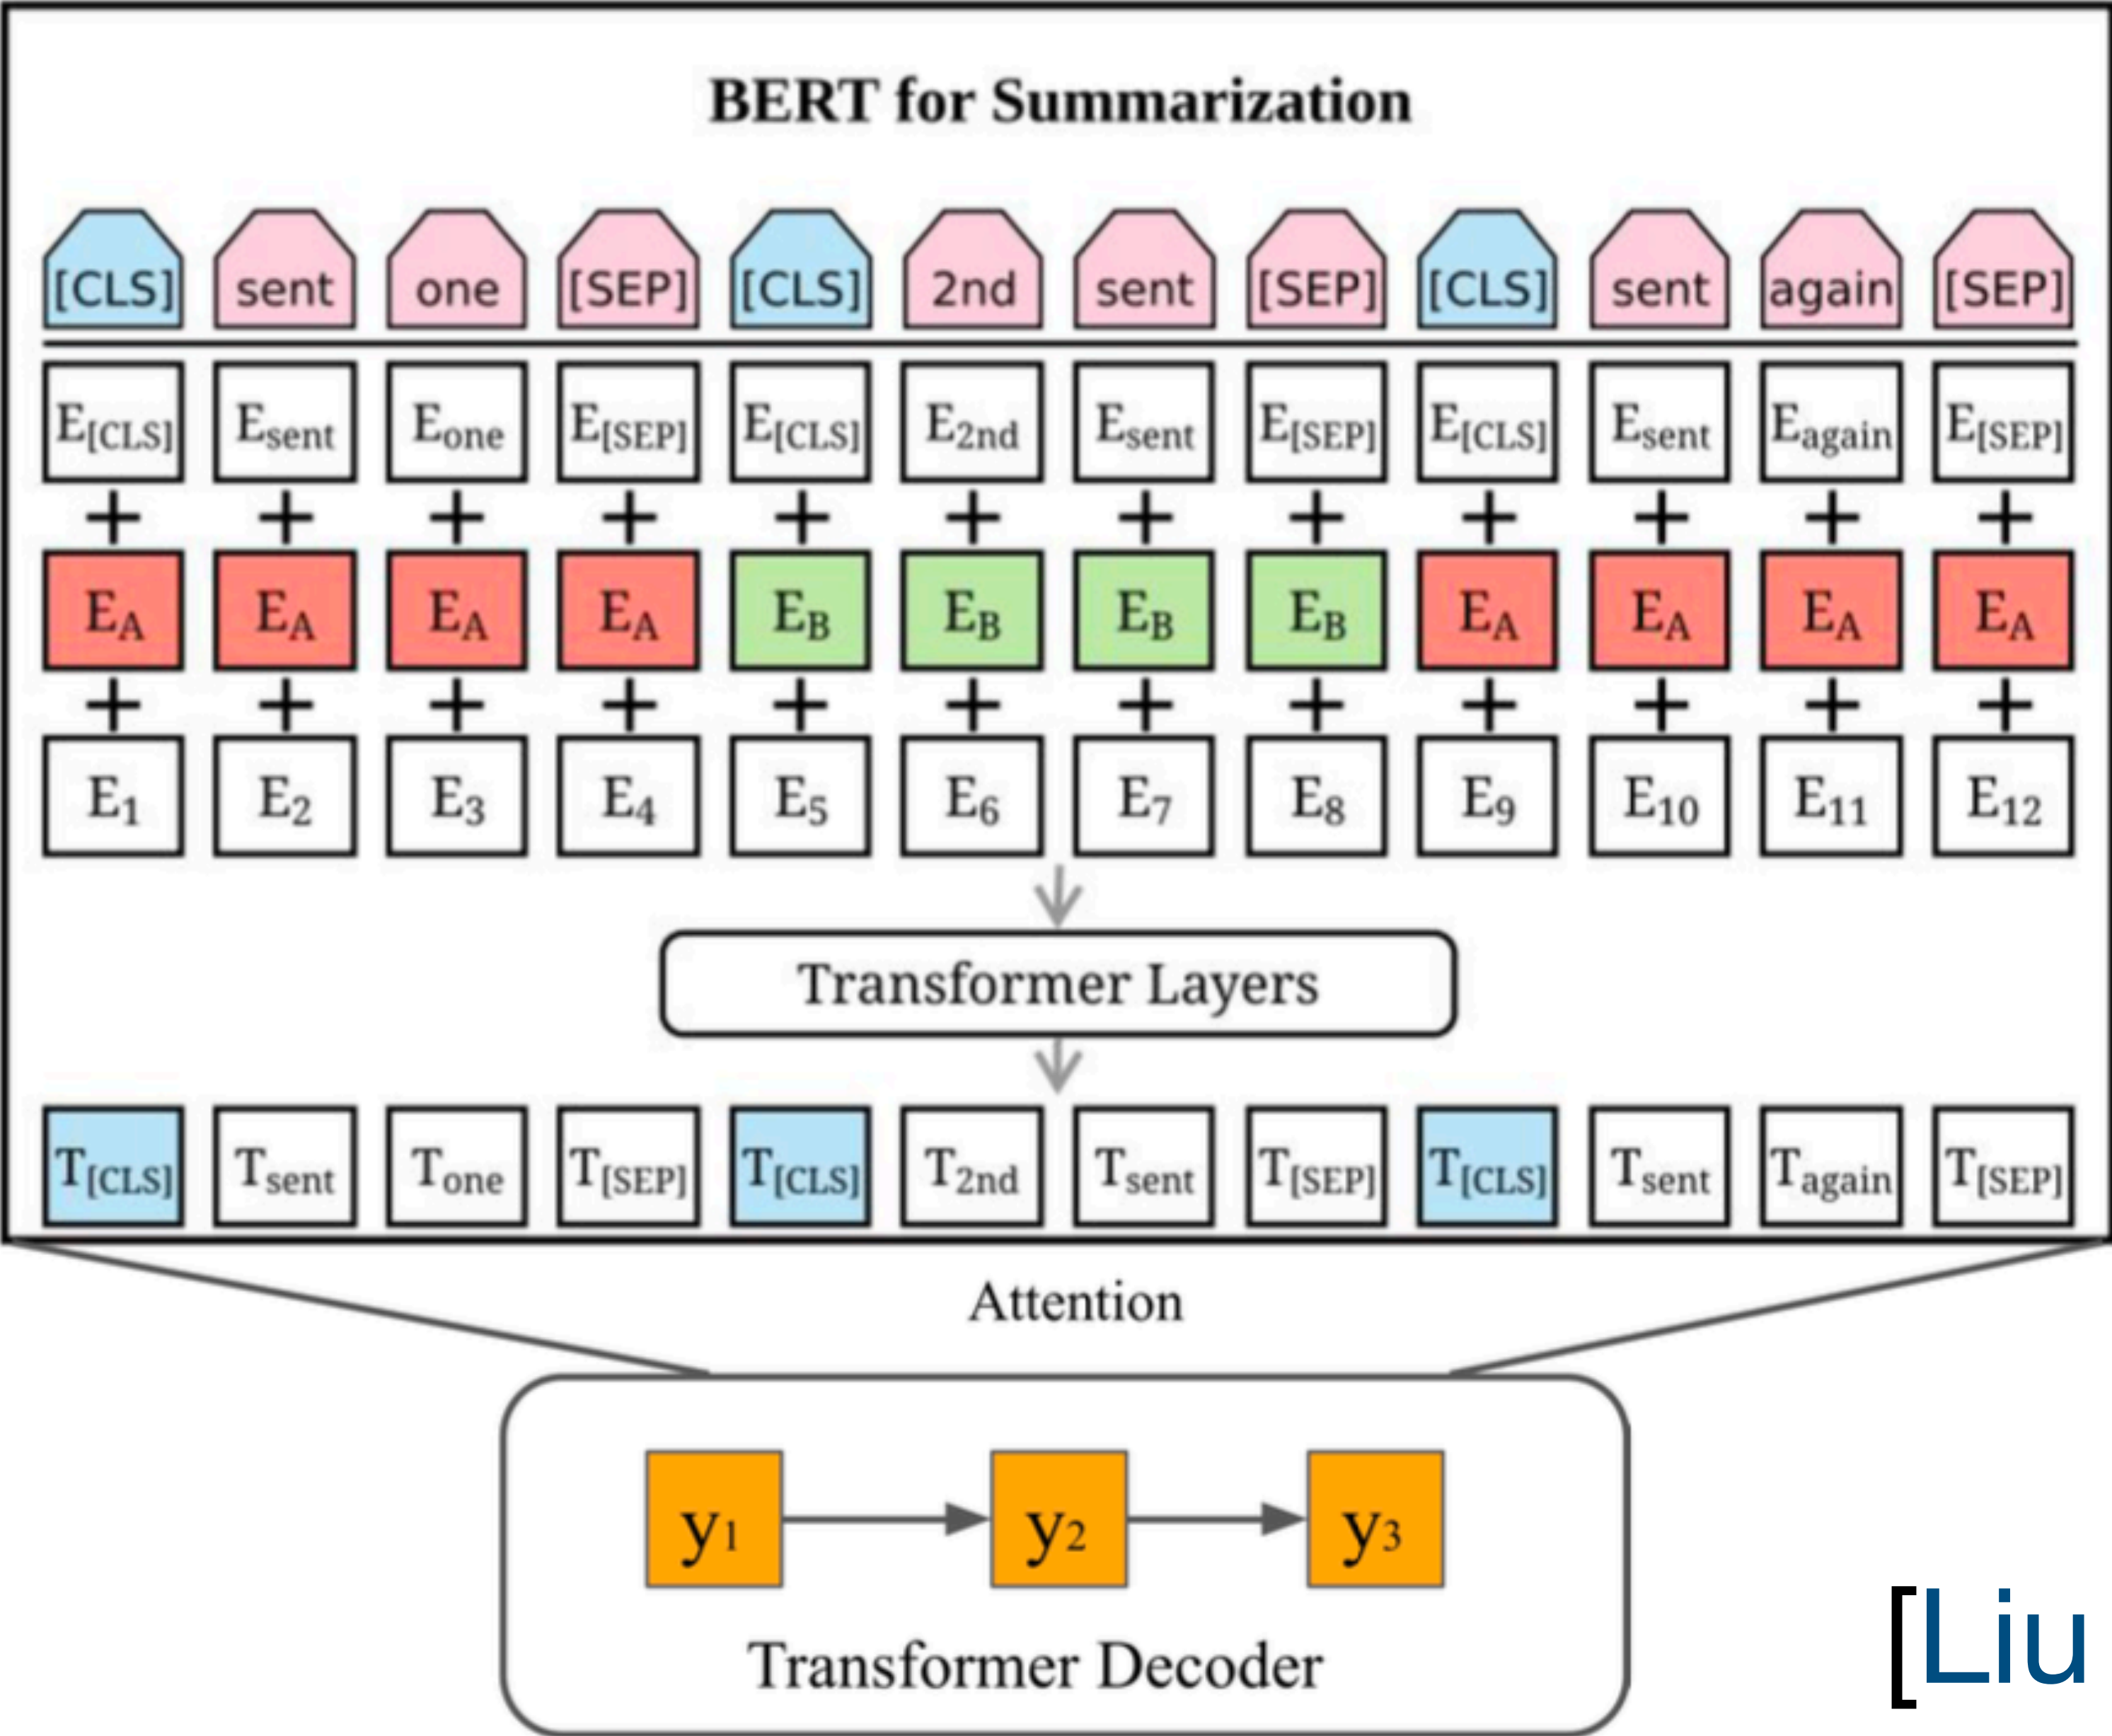 BERT for Summarization
[CLS] sent one [SEP] [CLS] 2nd sent [SEP] [CLS] sent again [SEP]
E[CLS] Esent Eone E[SEP] E[CLS] E2nd Esent E[SEP] E[CLS] Esent Eagain E[SEP]
+ + + + + + + + + + + +
EA EA EA EA EB EB EB EB EA EA EA EA
+ + + + + + + + + + + +
E1 E2 E3 E4 E5 E6 E7 E8 E9 E10 E11 E12
Transformer Layers
T[CLS] Tsent Tone T[SEP] T[CLS] T2nd Tsent T[SEP] T[CLS] Tsent Tagain T[SEP]
Attention
y1 y2 y3
Transformer Decoder
[Liu